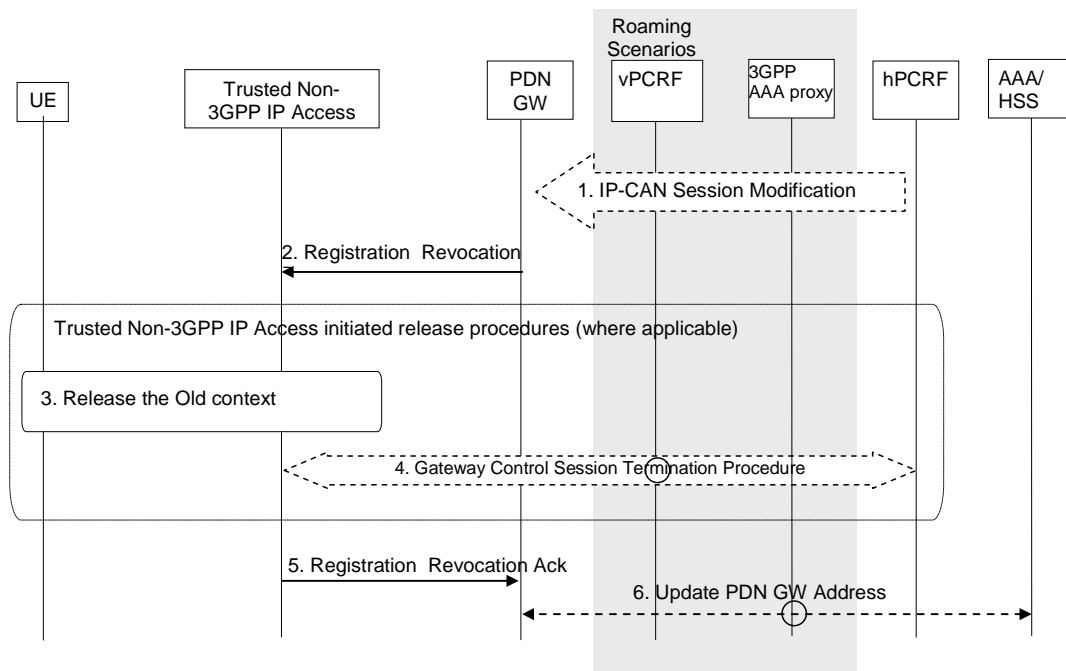 Roaming
Scenarios
UE
Trusted Non-
3GPP IP Access
PDN
GW
vPCRF
3GPP
AAA proxy
hPCRF
AAA/
HSS
1. IP-CAN Session Modification
2. Registration Revocation
Trusted Non-3GPP IP Access initiated release procedures (where applicable)
3. Release the Old context
4. Gateway Control Session Termination Procedure
5. Registration Revocation Ack
6. Update PDN GW Address